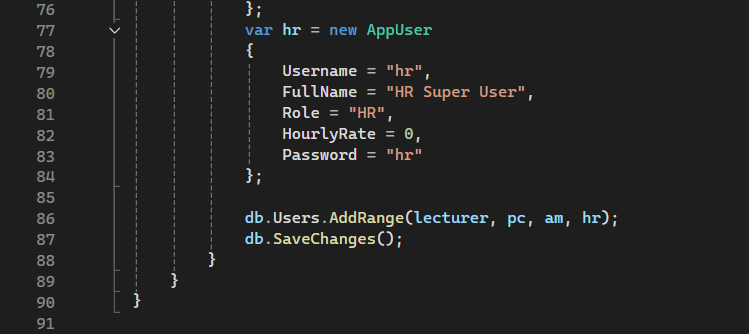 76 };
77 var hr = new AppUser
78 {
79 Username = "hr",
80 FullName = "HR Super User",
81 Role = "HR",
82 HourlyRate = 0,
83 Password = "hr"
84 };
85
86 db.Users.AddRange(lecturer, pc, am, hr);
87 db.SaveChanges();
88 }
89 }
90 }
91